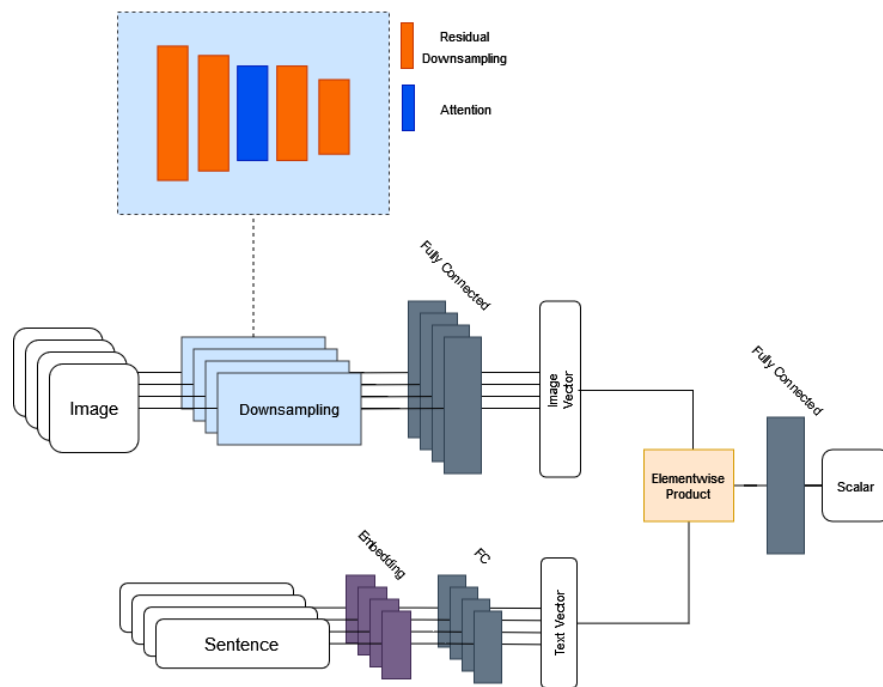 Residual
Downsampling
Attention
Fully Connected
Fully Connected
Image
Downsampling
Image
Vector
Elementwise
Product
Scalar
Embedding
FC
Sentence
Text Vector